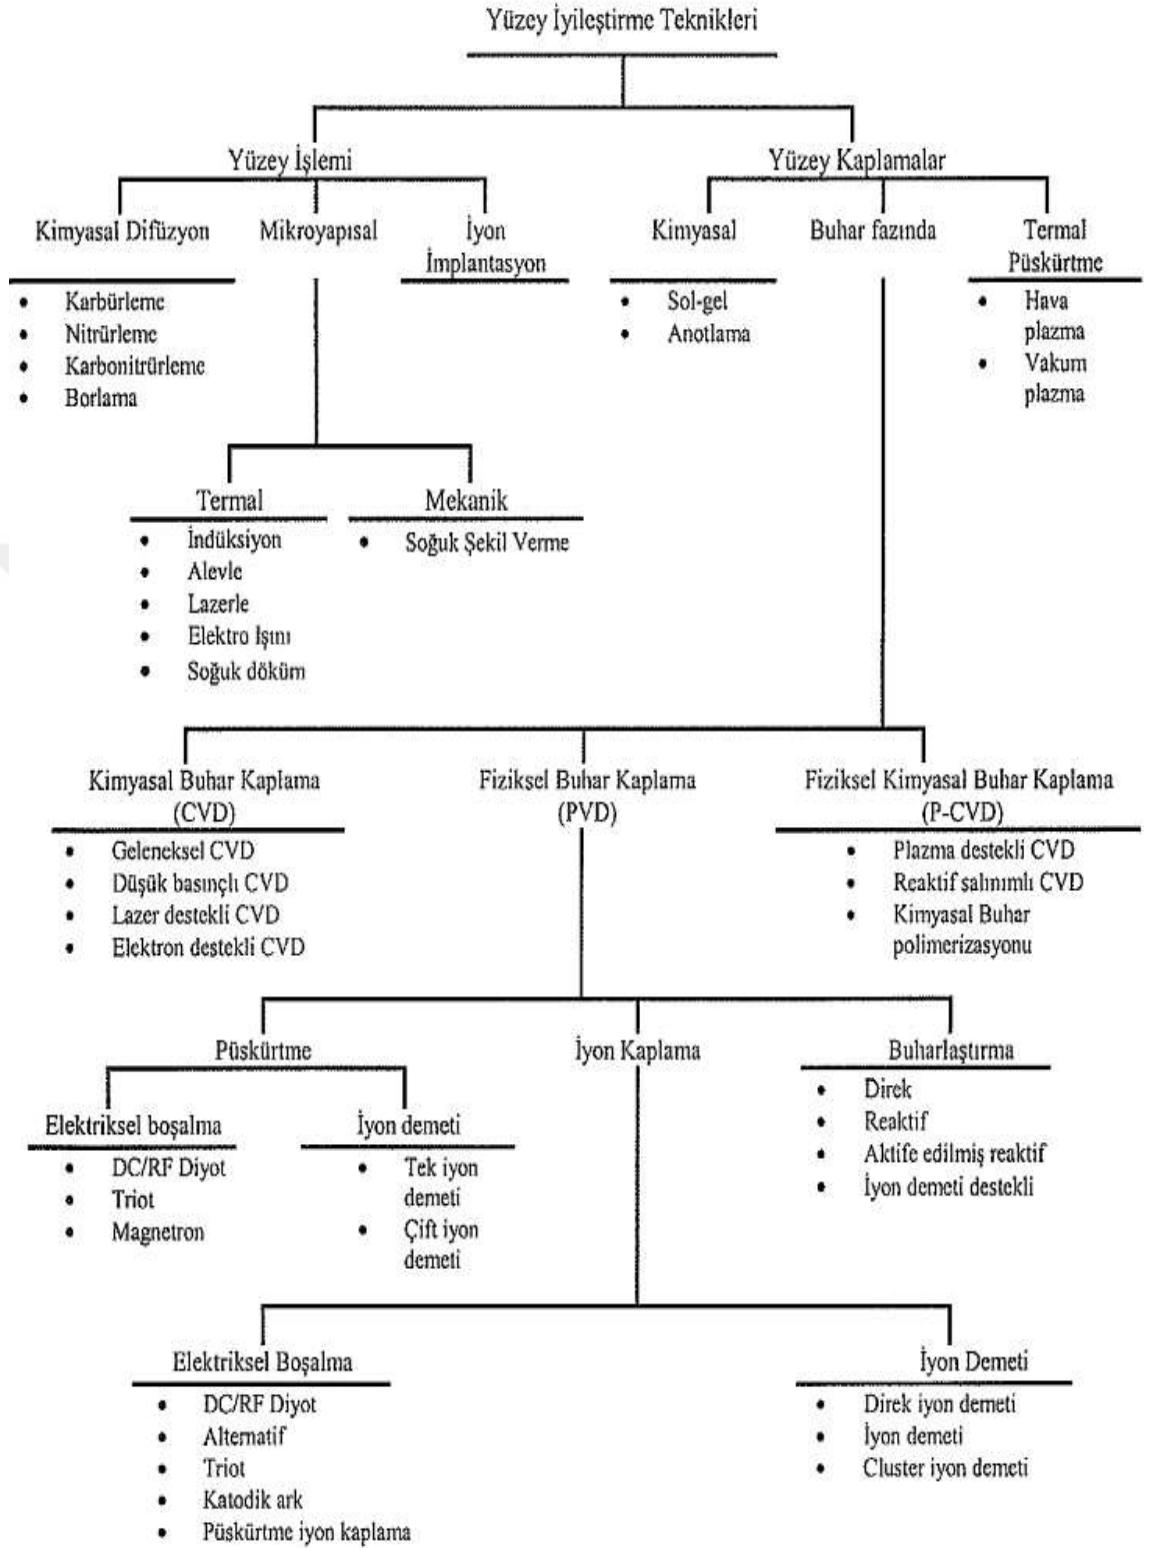 Yüzey İyileştirme Teknikleri
Yüzey İşlemi
Yüzey Kaplamalar
Kimyasal Difüzyon
Mikroyapısal
İyon
İmplantasyon
Kimyasal
Buhar fazında
Termal
Püskürtme
• Karbürleme
• Nitrürleme
• Karbonitrürleme
• Borlama
• Sol-gel
• Anotlama
• Hava
plazma
• Vakum
plazma
Termal
• İndüksiyon
• Alevle
• Lazerle
• Elektro Işını
• Soğuk döküm
Mekanik
• Soğuk Şekil Verme
Kimyasal Buhar Kaplama
(CVD)
• Geleneksel CVD
• Düşük basınçlı CVD
• Lazer destekli CVD
• Elektron destekli CVD
Fiziksel Buhar Kaplama
(PVD)
Fiziksel Kimyasal Buhar Kaplama
(P-CVD)
• Plazma destekli CVD
• Reaktif salınımlı CVD
• Kimyasal Buhar
polimerizasyonu
Püskürtme
İyon Kaplama
Buharlaştırma
• Direk
• Reaktif
• Aktife edilmiş reaktif
• İyon demeti destekli
Elektriksel boşalma
• DC/RF Diyot
• Triot
• Magnetron
İyon demeti
• Tek iyon
demeti
• Çift iyon
demeti
Elektriksel Boşalma
• DC/RF Diyot
• Alternatif
• Triot
• Katodik ark
• Püskürtme iyon kaplama
İyon Demeti
• Direk iyon demeti
• İyon demeti
• Cluster iyon demeti